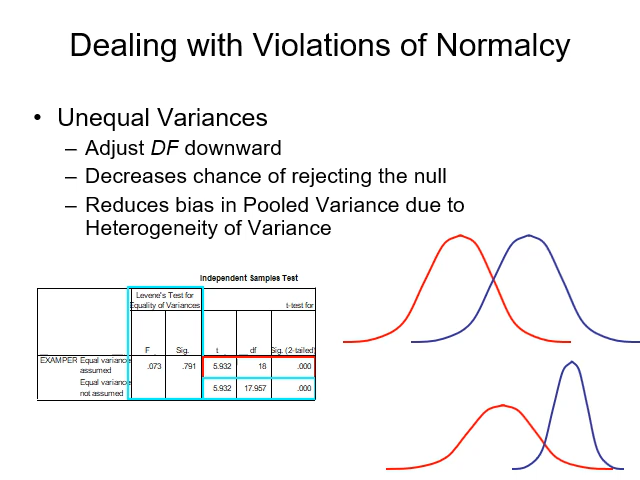 Dealing with Violations of Normalcy
• Unequal Variances
– Adjust DF downward
– Decreases chance of rejecting the null
– Reduces bias in Pooled Variance due to
Heterogeneity of Variance
Independent Samples Test
Levene's Test for
Equality of Variances
t-test for
F Sig. t df Sig. (2-tailed)
EXAMPER Equal variance
assumed
.073 .791 5.932 18 .000
Equal variance
not assumed
5.932 17.957 .000